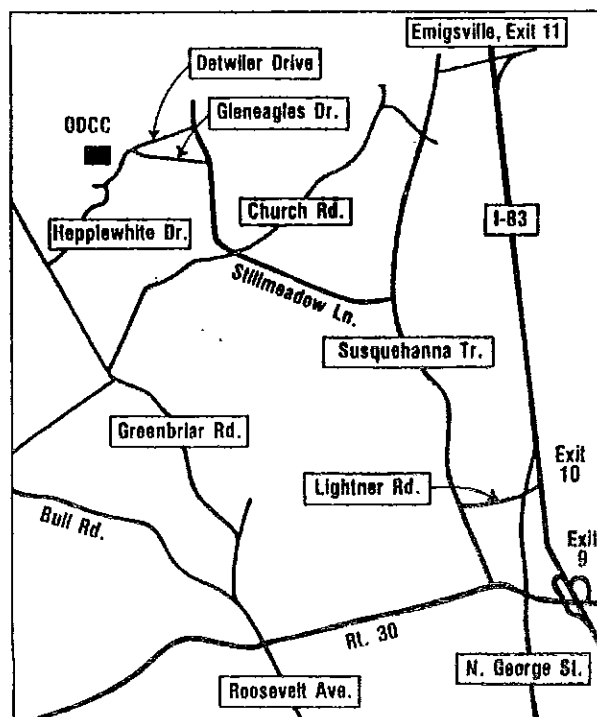 Emigsville, Exit 11
Detwiler Drive
Gleneagles Dr.
ODCC
Church Rd.
I-83
Hepplewhite Dr.
Stillmeadow Ln.
Susquehanna Tr.
Greenbriar Rd.
Exit
10
Lightner Rd.
Bull Rd.
Exit
9
Rt. 30
N. George St.
Roosevelt Ave.